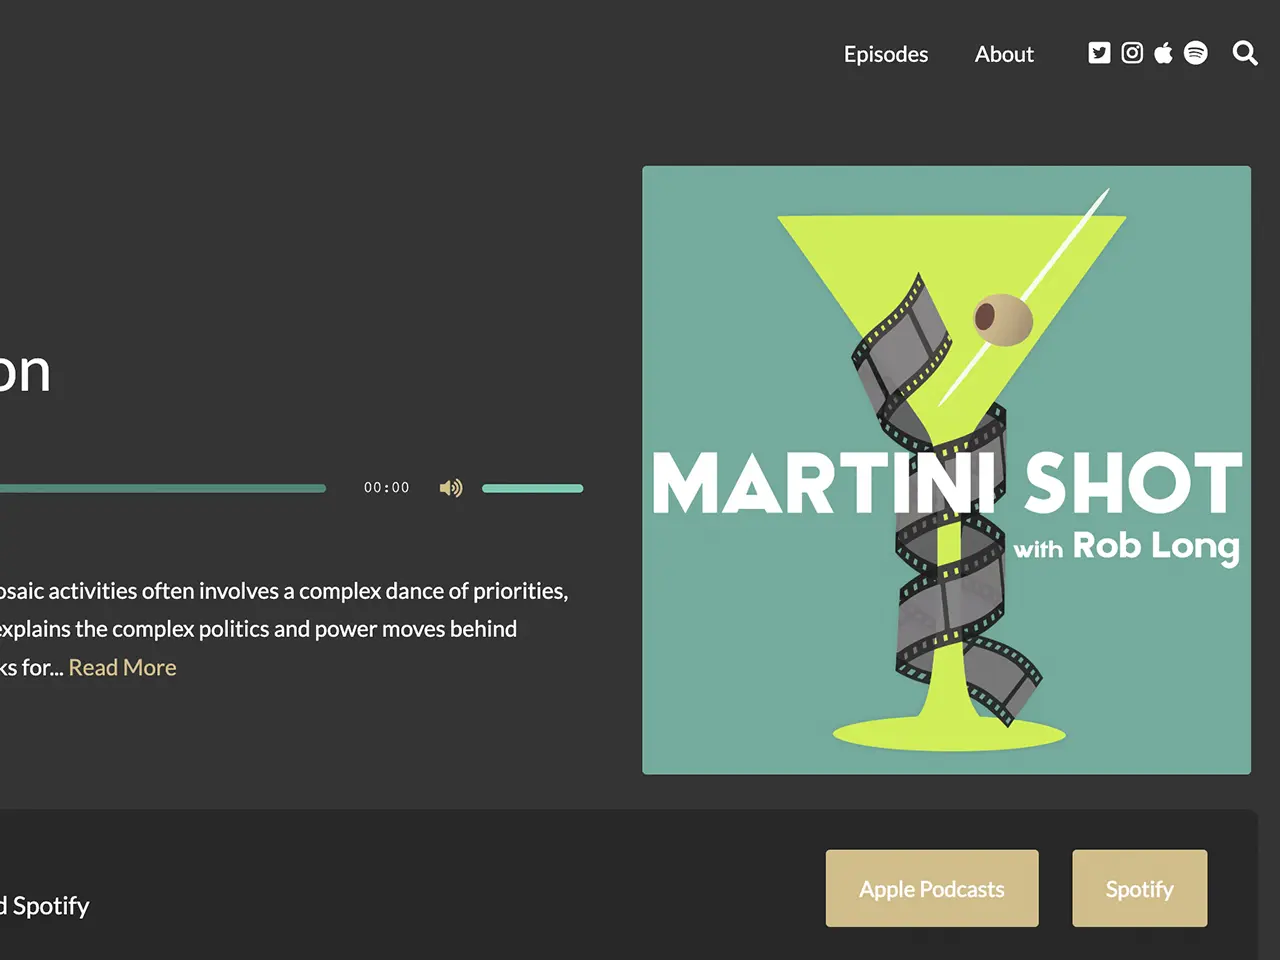 Episodes About
on
00:00
MARTINI SHOT
with Rob Long
osaic activities often involves a complex dance of priorities,
explains the complex politics and power moves behind
ks for... Read More
Apple Podcasts Spotify
d Spotify